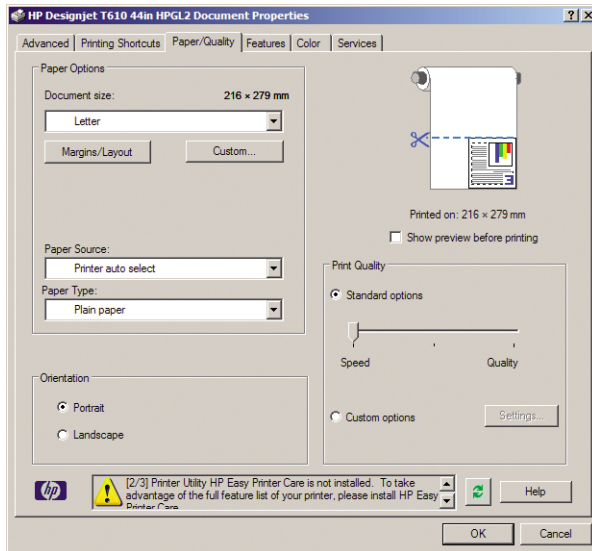 HP Designjet T610 44in HPGL2 Document Properties
Advanced Printing Shortcuts Paper/Quality Features Color Services
Paper Options
Document size: 216 × 279 mm
Letter
Margins/Layout Custom...
Paper Source:
Printer auto select
Paper Type:
Plain paper
Orientation
Portrait
Landscape
3
Printed on: 216 × 279 mm
Show preview before printing
Print Quality
Standard options
Speed Quality
Custom options Settings...
hp
[2/3] Printer Utility HP Easy Printer Care is not installed. To take
advantage of the full feature list of your printer, please install HP Easy
Printer Care
Help
OK Cancel